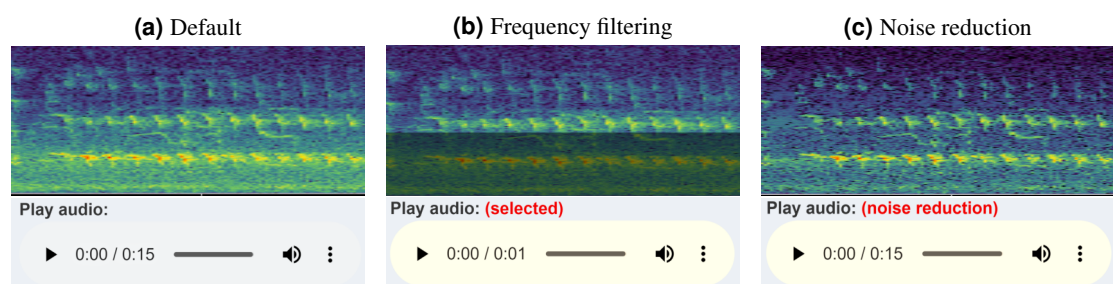 (a) Default
(b) Frequency filtering
(c) Noise reduction
Play audio:
Play audio: (selected)
Play audio: (noise reduction)
0:00 / 0:15
0:00 / 0:01
0:00 / 0:15